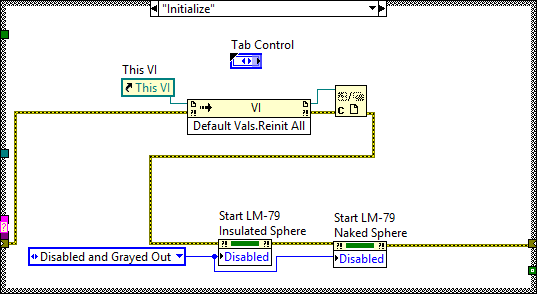 "Initialize"
Tab Control
This VI
This VI
VI
Default Vals.Reinit All
C
Start LM-79
Insulated Sphere
Disabled
Start LM-79
Naked Sphere
Disabled
Disabled and Grayed Out
?